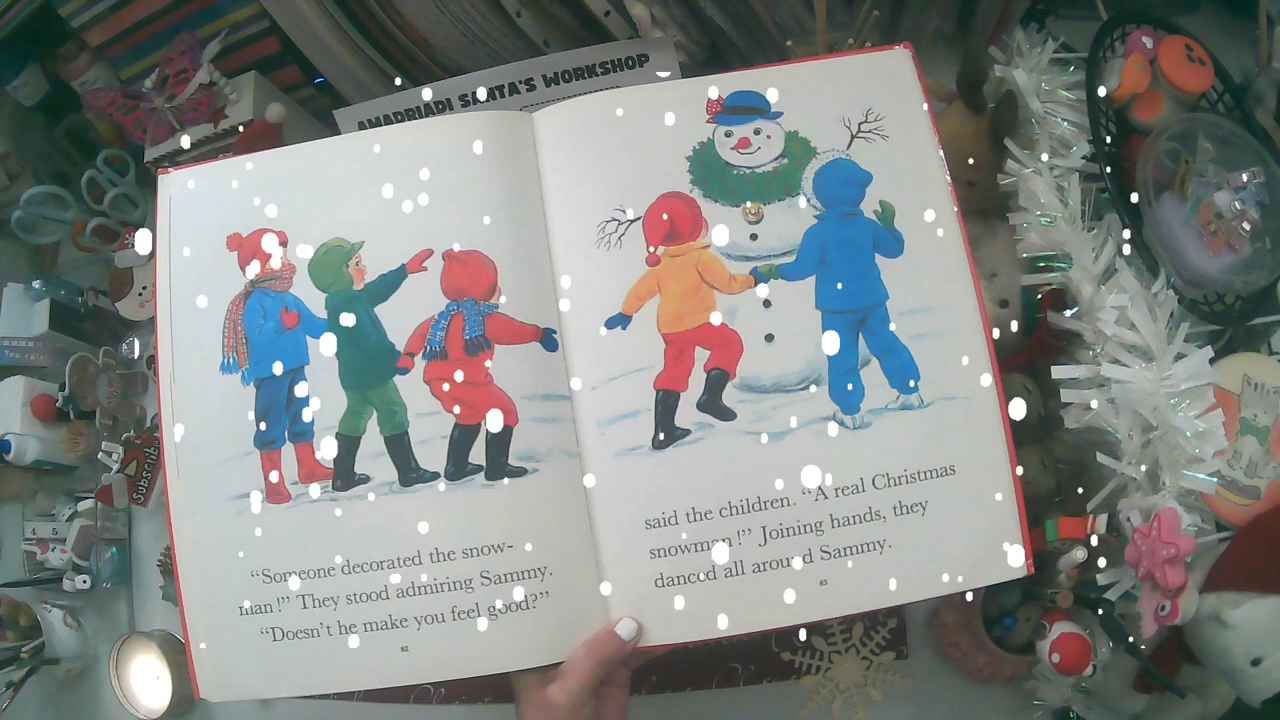 AMADRIADI SANTA'S WORKSHOP
"Someone decorated the snow-
man!" They stood admiring Sammy.
"Doesn't he make you feel good?"
82
said the children. "A real Christmas
snowman!" Joining hands, they
danced all around Sammy.
83
Subscribe